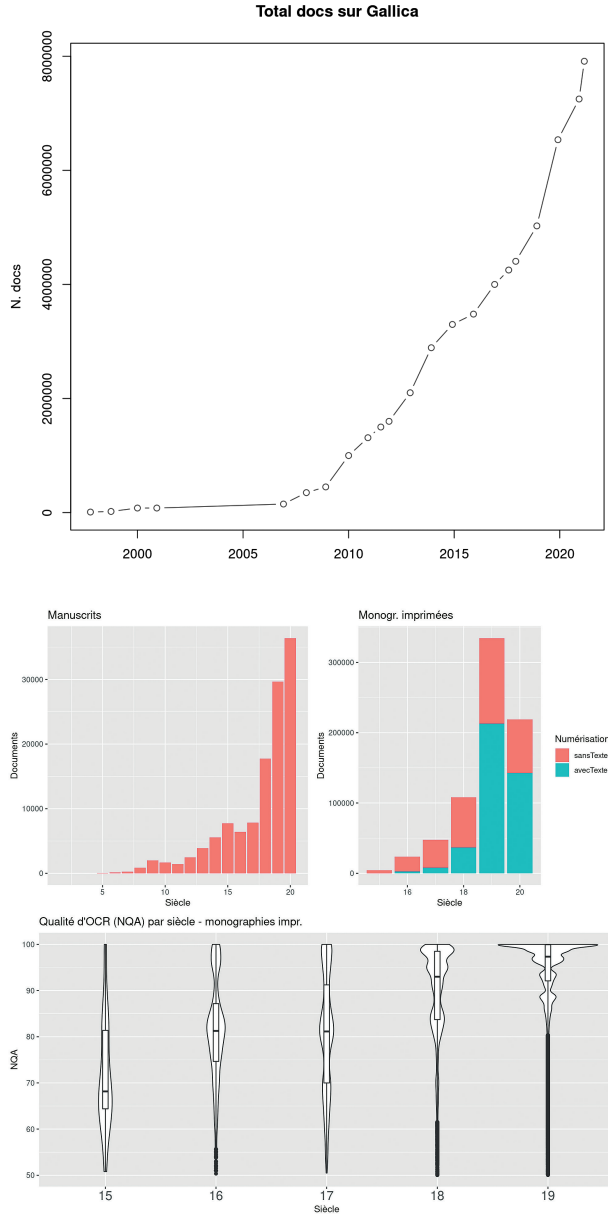 Total docs sur Gallica
8000000
6000000
4000000
2000000
0
N. docs
2000 2005 2010 2015 2020
Manuscrits
30000
20000
10000
0
Documents
5 10 15 20
Siècle
Monogr. imprimées
300000
200000
100000
0
Documents
16 18 20
Siècle
Numérisation
sansTexte
avecTexte
Qualité d'OCR (NQA) par siècle - monographies impr.
100
90
80
70
60
50
NQA
15 16 17 18 19
Siècle